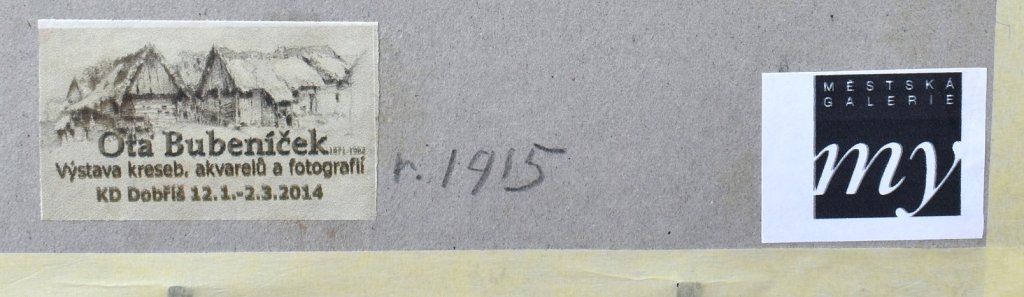 Ota Bubeníček 1871-1962
Výstava kreseb, akvarelů a fotografií
KD Dobříš 12.1.-2.3.2014
r. 1915
MĚSTSKÁ
GALERIE
my